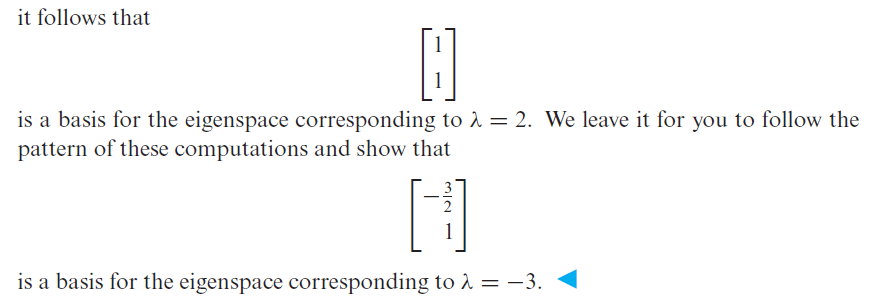 it follows that
[1
1]
is a basis for the eigenspace corresponding to λ = 2. We leave it for you to follow the
pattern of these computations and show that
[−3/2
1]
is a basis for the eigenspace corresponding to λ = −3. ◀